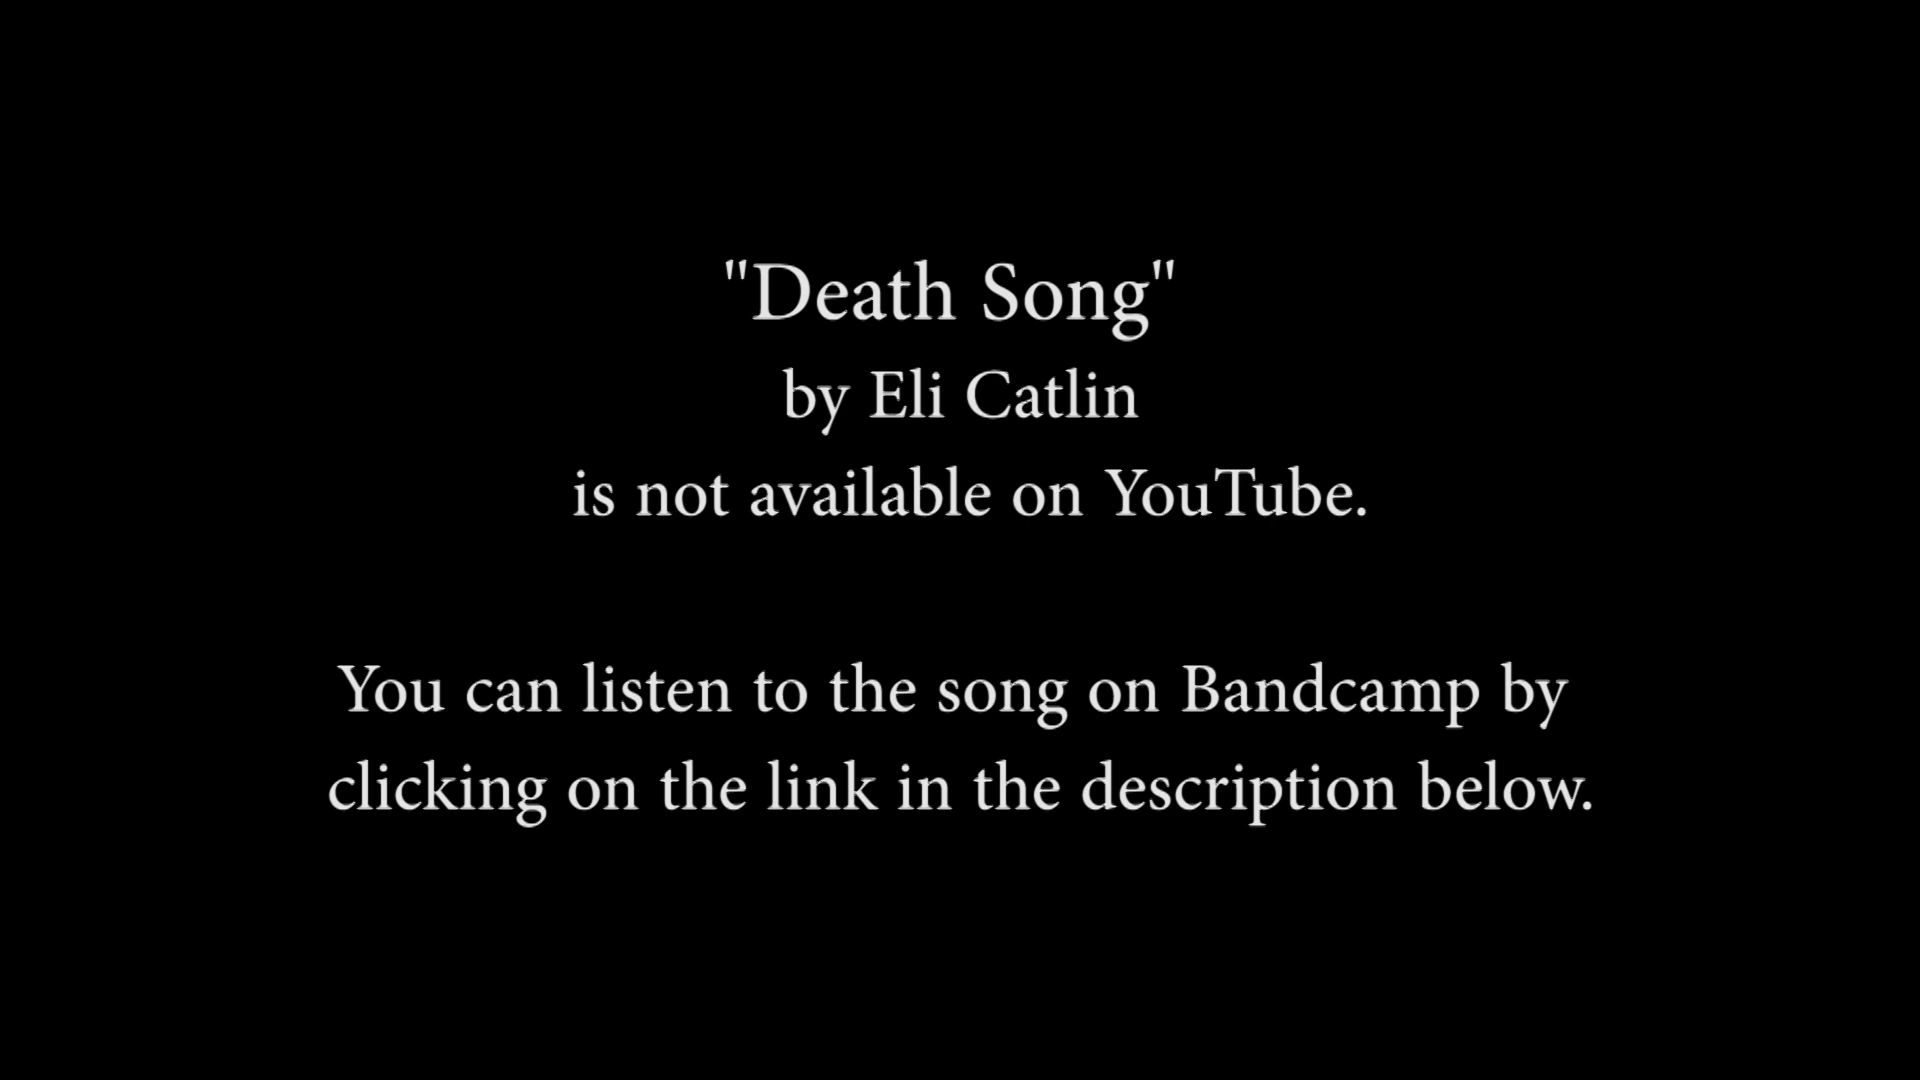 "Death Song"
by Eli Catlin
is not available on YouTube.
You can listen to the song on Bandcamp by
clicking on the link in the description below.